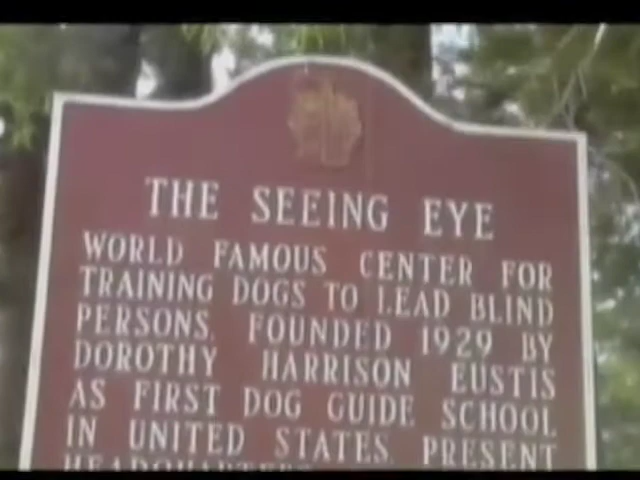 THE SEEING EYE
WORLD FAMOUS CENTER FOR
TRAINING DOGS TO LEAD BLIND
PERSONS. FOUNDED 1929 BY
DOROTHY HARRISON EUSTIS
AS FIRST DOG GUIDE SCHOOL
IN UNITED STATES. PRESENT
HEADQUARTERS